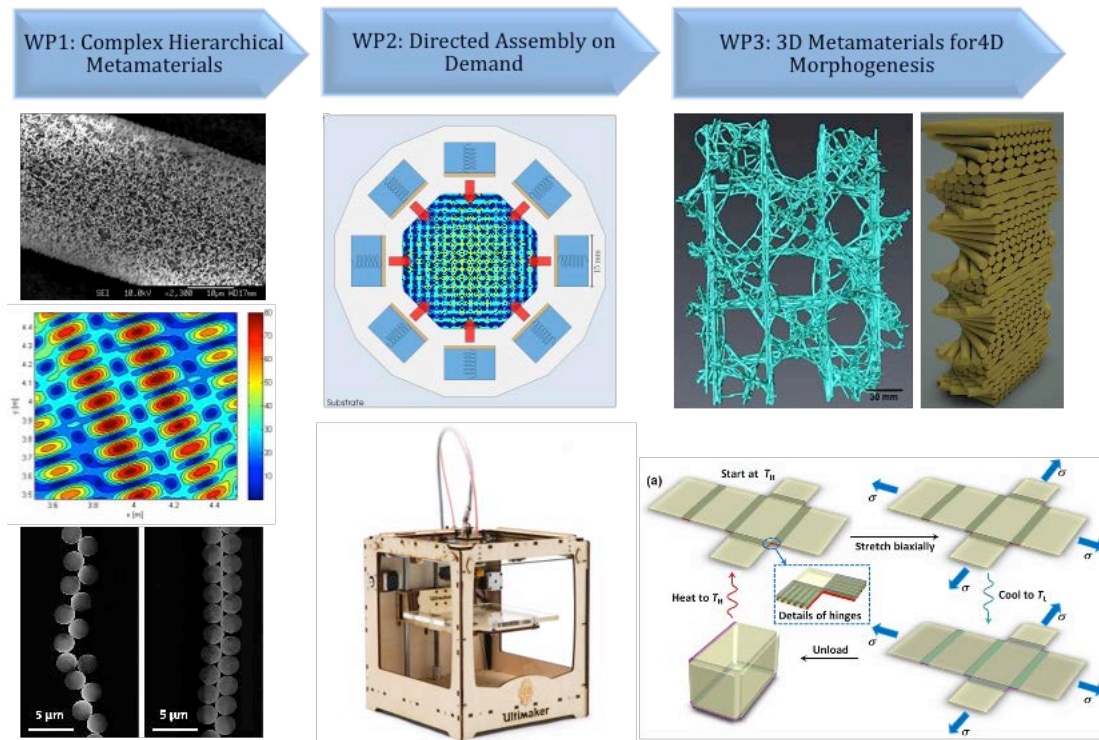 WP1: Complex Hierarchical
Metamaterials
WP2: Directed Assembly on
Demand
WP3: 3D Metamaterials for4D
Morphogenesis
SEI 10.0kV ×2,300 10μm WD17mm
4.4
4.3
4.2
4.1
4
3.9
3.8
3.7
3.6
3.5
y [m]
3.6 3.8 4 4.2 4.4
x [m]
80
70
60
50
40
30
20
10
5 μm
5 μm
15 mm
Substrate
Ultimaker
30 mm
(a)
Start at T_H
Stretch biaxially
Details of hinges
Heat to T_H
Cool to T_L
Unload
σ
σ
σ
σ
σ
σ
σ
σ